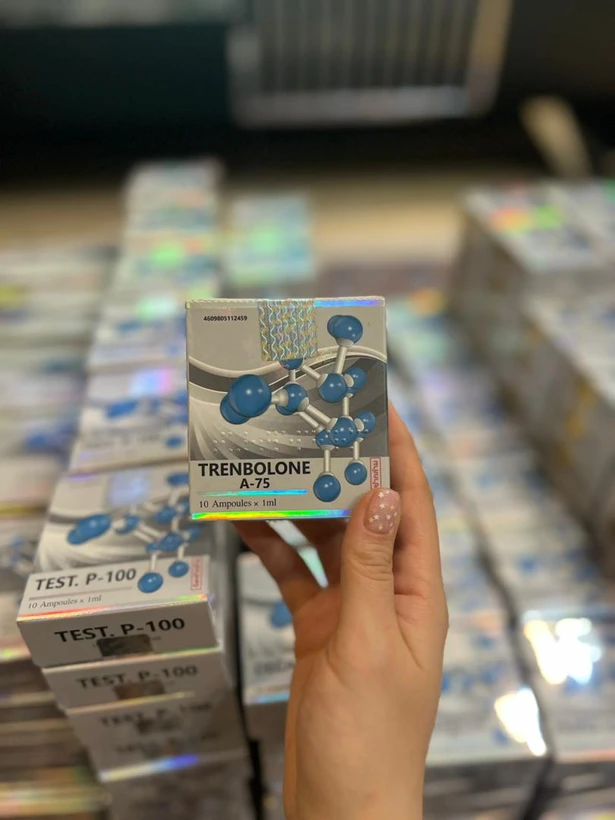 4609805112459
TRENBOLONE
A-75
10 Ampoules × 1ml
TEST. P-100
10 Ampoules × 1ml
TEST. P-100
TEST. P-100